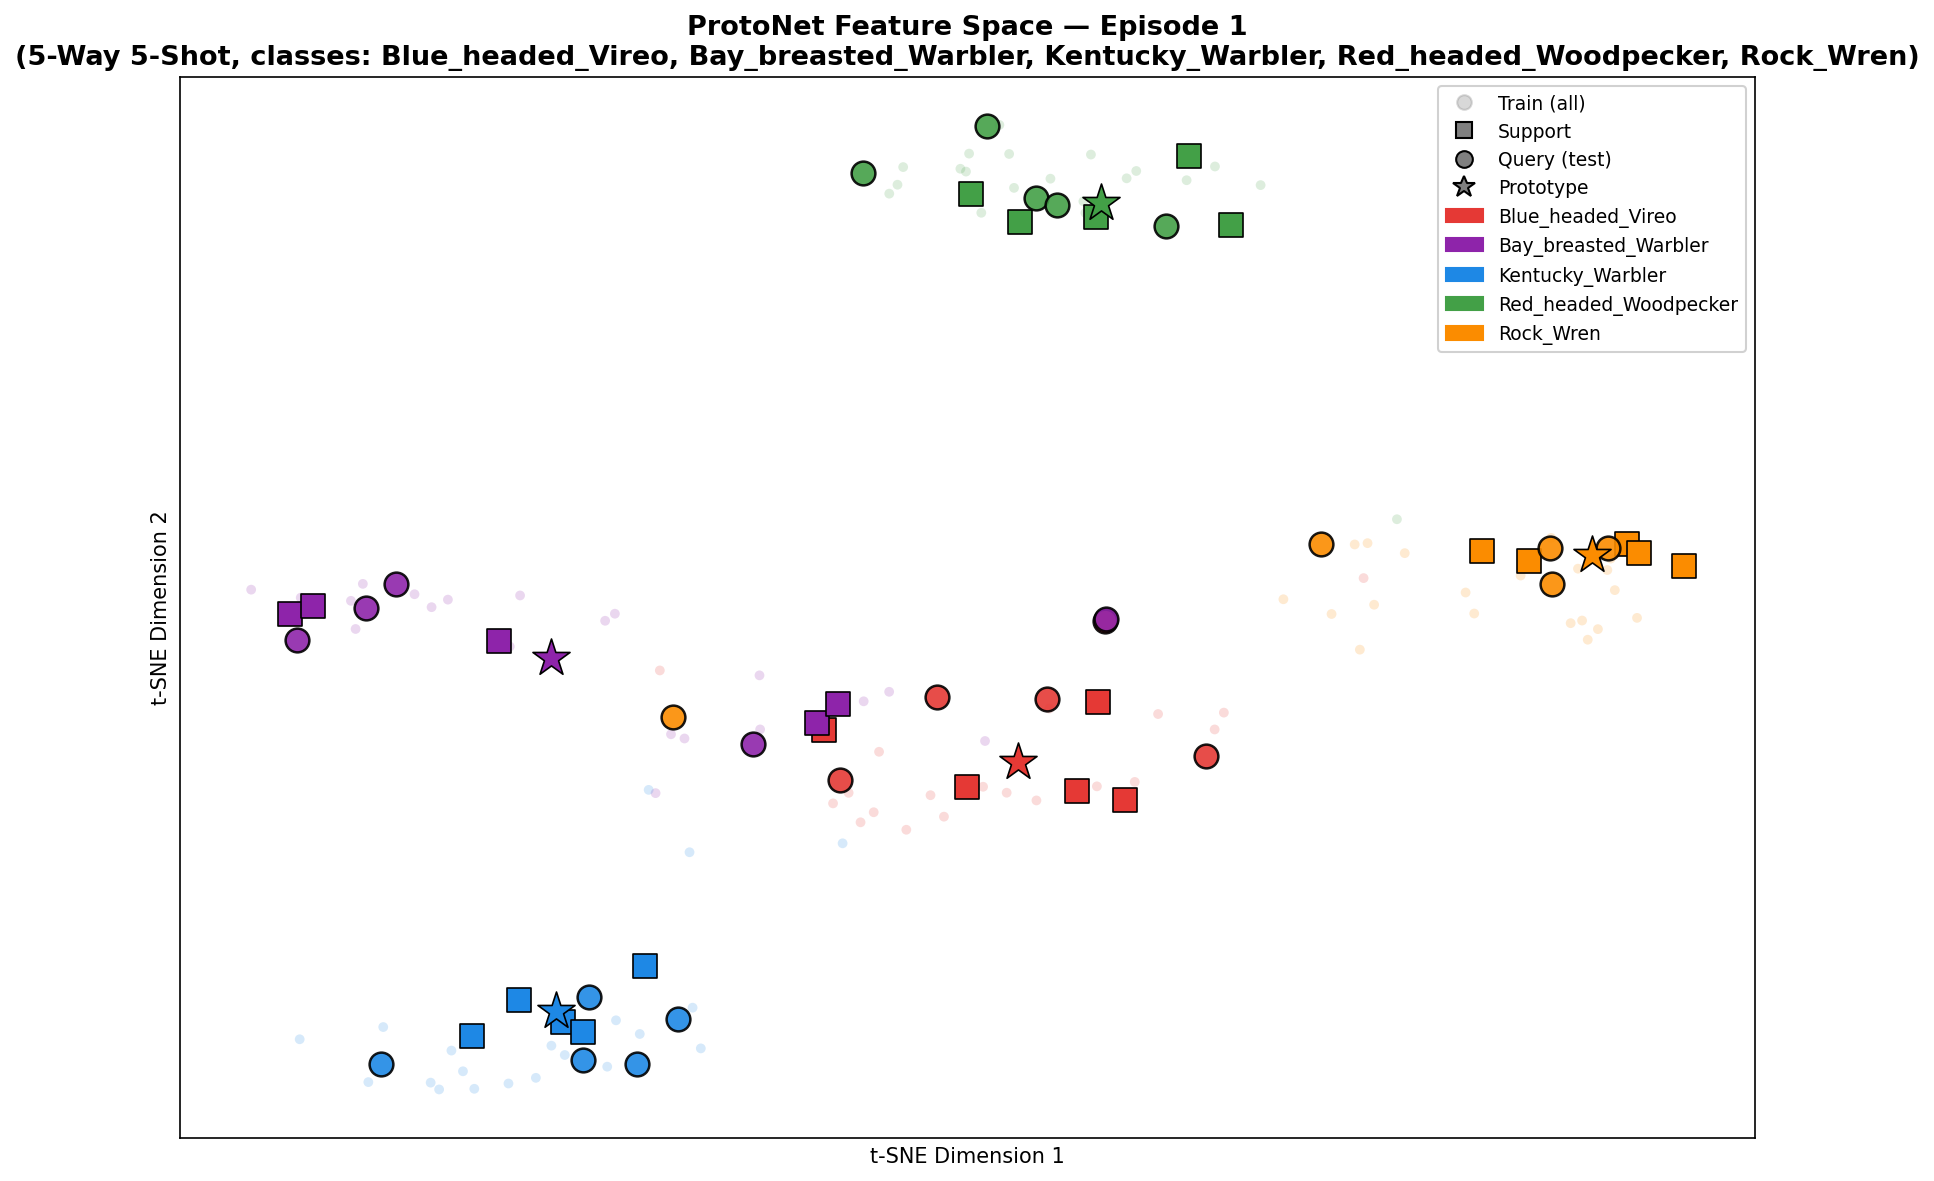 ProtoNet Feature Space — Episode 1
(5-Way 5-Shot, classes: Blue_headed_Vireo, Bay_breasted_Warbler, Kentucky_Warbler, Red_headed_Woodpecker, Rock_Wren)
Train (all)
Support
Query (test)
Prototype
Blue_headed_Vireo
Bay_breasted_Warbler
Kentucky_Warbler
Red_headed_Woodpecker
Rock_Wren
t-SNE Dimension 2
t-SNE Dimension 1